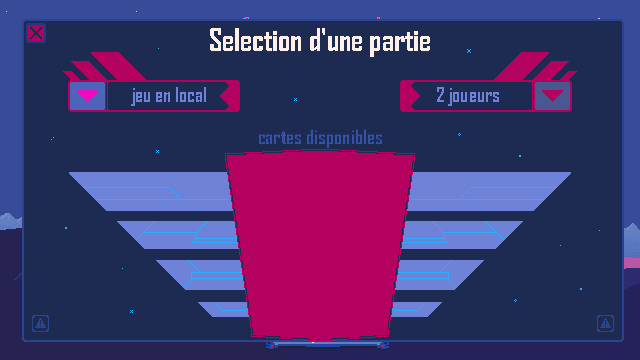 Selection d'une partie
jeu en local
2 joueurs
cartes disponibles